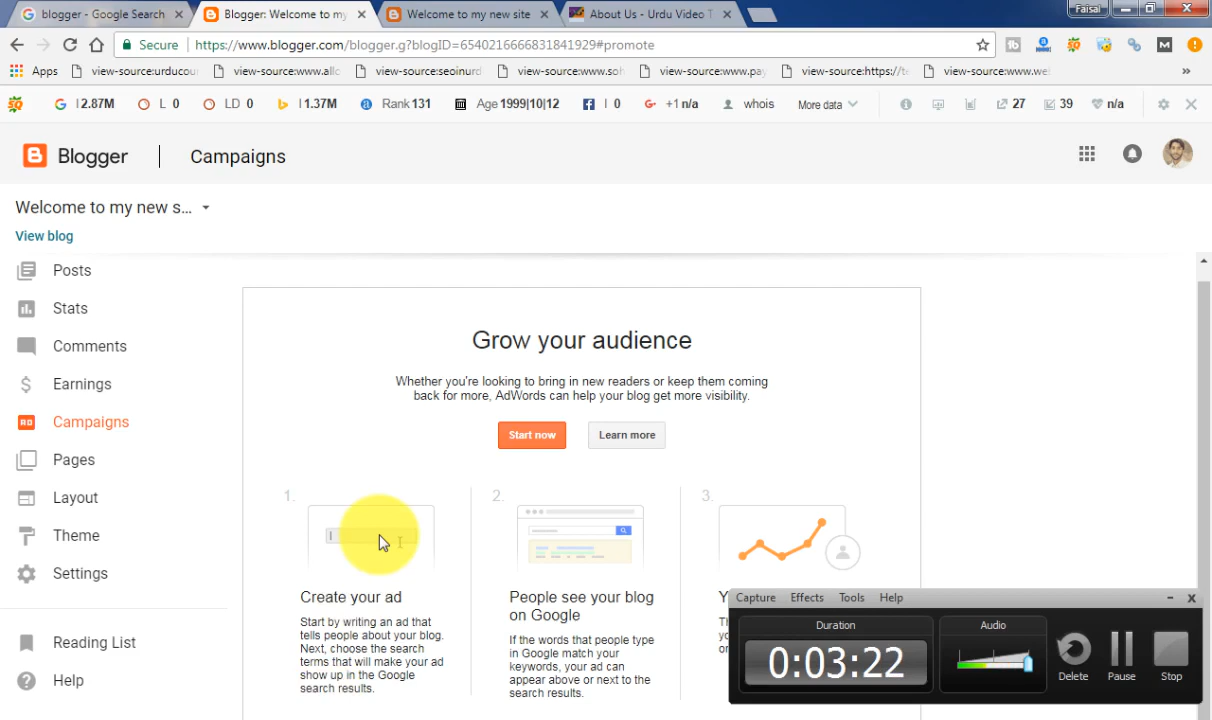 blogger - Google Search
Blogger: Welcome to my
Welcome to my new site
About Us - Urdu Video T
Faisal
Secure
https://www.blogger.com/blogger.g?blogID=6540216666831841929#promote
Apps
view-source:urducou
view-source:www.allc
view-source:seoinurd
view-source:www.soh
view-source:www.pay
view-source:https://te
view-source:www.wel
»
I 2.87M
L 0
LD 0
I 1.37M
Rank 131
Age 1999|10|12
I 0
+1 n/a
whois
More data
27
39
n/a
Blogger
Campaigns
Welcome to my new s...
View blog
Posts
Stats
Comments
Earnings
Campaigns
Pages
Layout
Theme
Settings
Reading List
Help
Grow your audience
Whether you're looking to bring in new readers or keep them coming
back for more, AdWords can help your blog get more visibility.
Start now
Learn more
1.
2.
3.
Create your ad
Start by writing an ad that
tells people about your blog.
Next, choose the search
terms that will make your ad
show up in the Google
search results.
People see your blog
on Google
If the words that people type
in Google match your
keywords, your ad can
appear above or next to the
search results.
Capture
Effects
Tools
Help
Duration
0:03:22
Audio
Delete
Pause
Stop